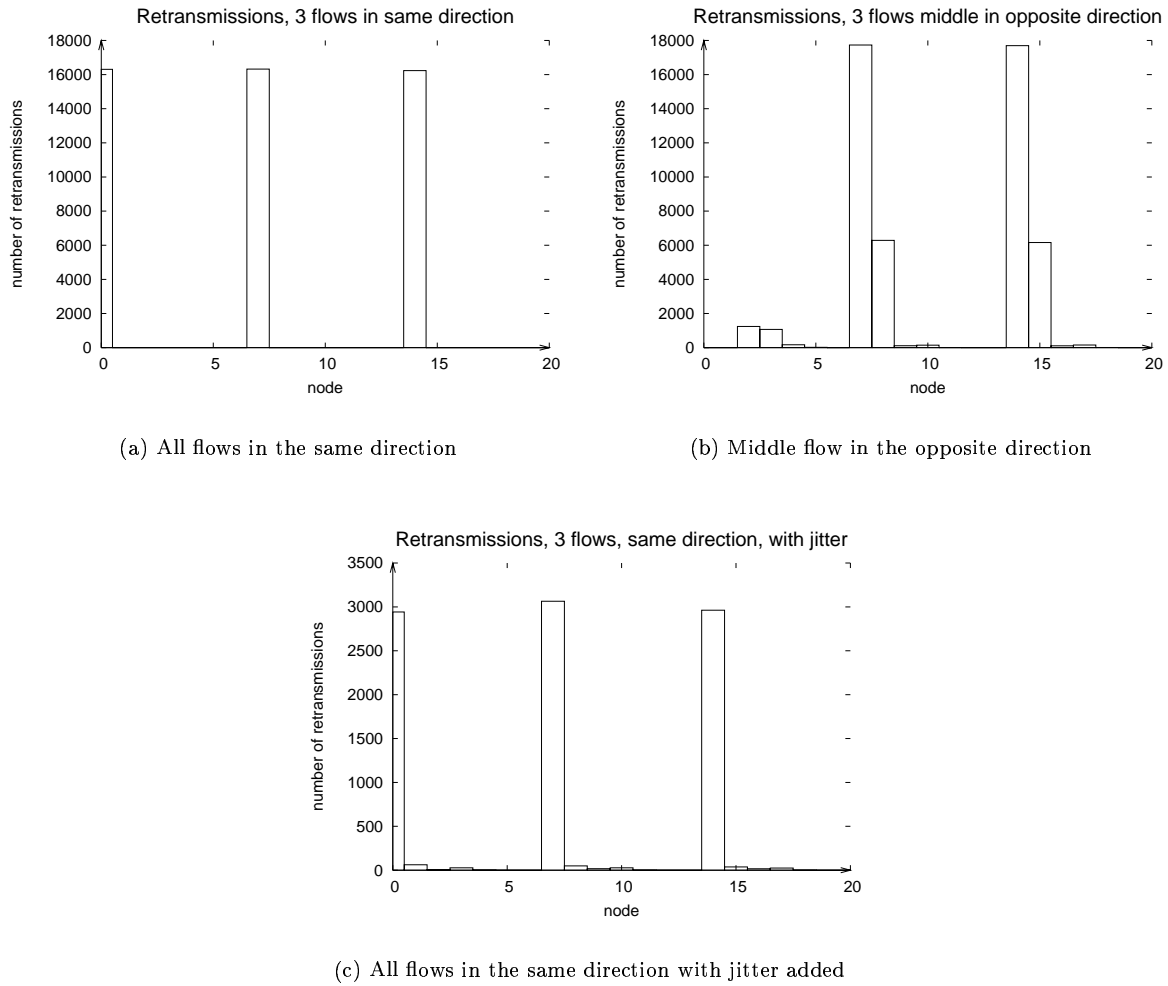 Retransmissions, 3 flows in same direction
18000
16000
14000
12000
10000
8000
6000
4000
2000
0
number of retransmissions
0 5 10 15 20
node
(a) All flows in the same direction
Retransmissions, 3 flows middle in opposite direction
18000
16000
14000
12000
10000
8000
6000
4000
2000
0
number of retransmissions
0 5 10 15 20
node
(b) Middle flow in the opposite direction
Retransmissions, 3 flows, same direction, with jitter
3500
3000
2500
2000
1500
1000
500
0
number of retransmissions
0 5 10 15 20
node
(c) All flows in the same direction with jitter added